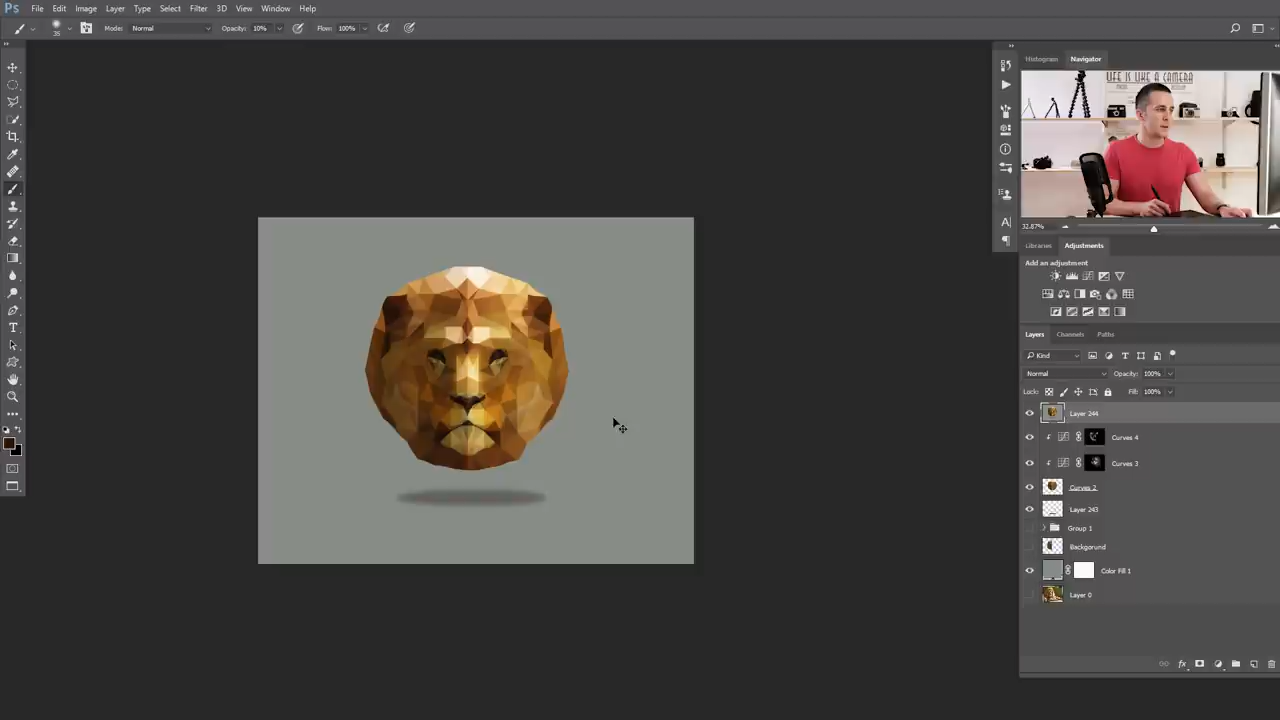 Ps File Edit Image Layer Type Select Filter 3D View Window Help
35 Mode: Normal Opacity: 10% Flow: 100%
Histogram Navigator
LIFE IS LIKE A CAMERA
32.87%
Libraries Adjustments
Add an adjustment
Layers Channels Paths
Kind
Normal Opacity: 100%
Lock: Fill: 100%
Layer 244
Curves 4
Curves 3
Curves 2
Layer 243
Group 1
Backgorund
Color Fill 1
Layer 0